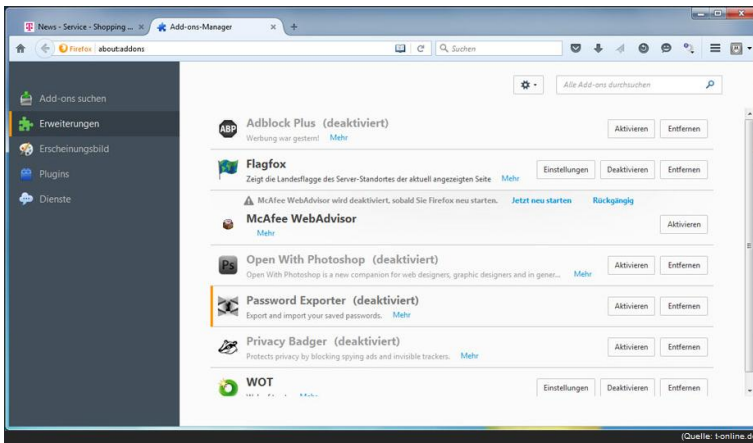 News - Service - Shopping ...
Add-ons-Manager
Firefox about:addons
Suchen
Alle Add-ons durchsuchen
Add-ons suchen
Erweiterungen
Erscheinungsbild
Plugins
Dienste
ABP
Adblock Plus (deaktiviert)
Werbung war gestern! Mehr
Aktivieren Entfernen
Flagfox
Zeigt die Landesflagge des Server-Standortes der aktuell angezeigten Seite Mehr
Einstellungen Deaktivieren Entfernen
McAfee WebAdvisor wird deaktiviert, sobald Sie Firefox neu starten. Jetzt neu starten Rückgängig
McAfee WebAdvisor
Mehr
Aktivieren
Ps
Open With Photoshop (deaktiviert)
Open With Photoshop is a new companion for web designers, graphic designers and in gener... Mehr
Aktivieren Entfernen
Password Exporter (deaktiviert)
Export and import your saved passwords. Mehr
Aktivieren Entfernen
Privacy Badger (deaktiviert)
Protects privacy by blocking spying ads and invisible trackers. Mehr
Aktivieren Entfernen
WOT
Mehr
Einstellungen Deaktivieren Entfernen
(Quelle: t-online.d